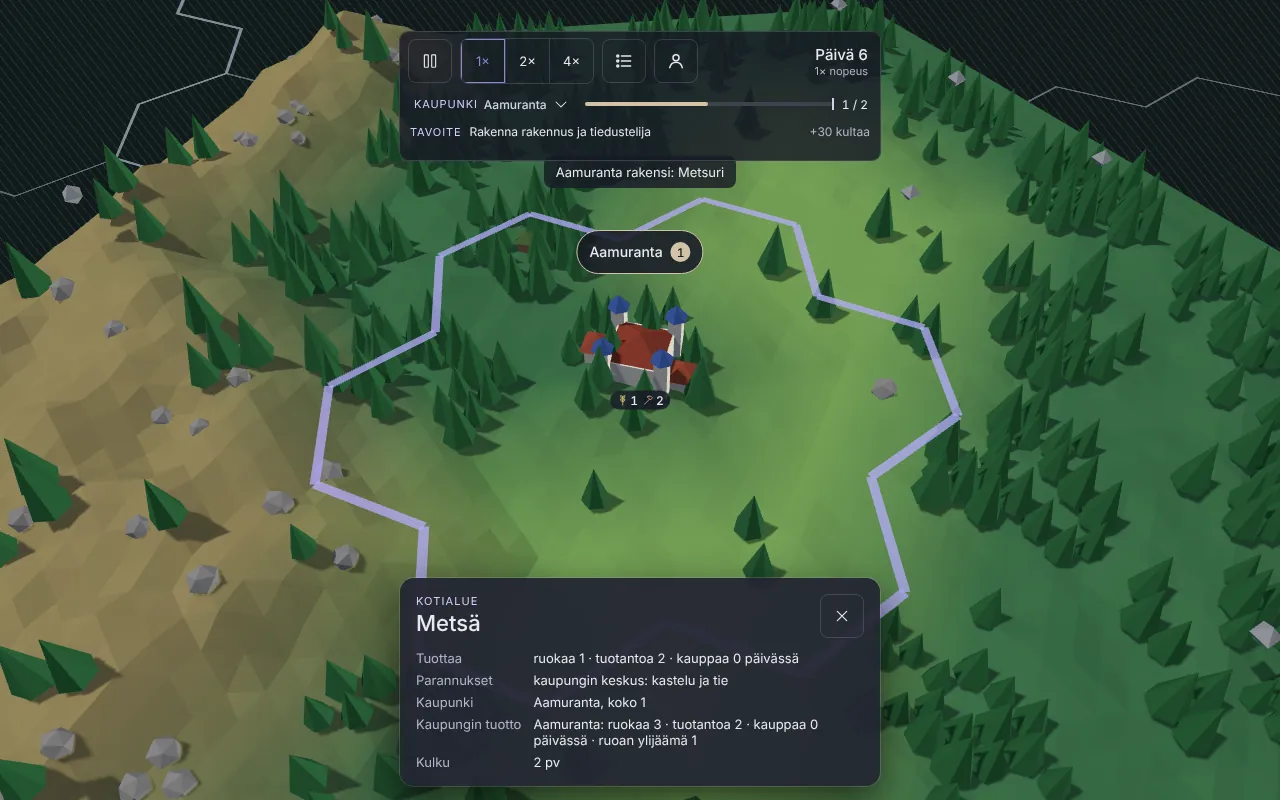 1×
2×
4×
Päivä 6
1× nopeus
KAUPUNKI Aamuranta
1 / 2
TAVOITE Rakenna rakennus ja tiedustelija
+30 kultaa
Aamuranta rakensi: Metsuri
Aamuranta 1
1 2
KOTIALUE
Metsä
Tuottaa ruokaa 1 · tuotantoa 2 · kauppaa 0 päivässä
Parannukset kaupungin keskus: kastelu ja tie
Kaupunki Aamuranta, koko 1
Kaupungin tuotto Aamuranta: ruokaa 3 · tuotantoa 2 · kauppaa 0
päivässä · ruoan ylijäämä 1
Kulku 2 pv